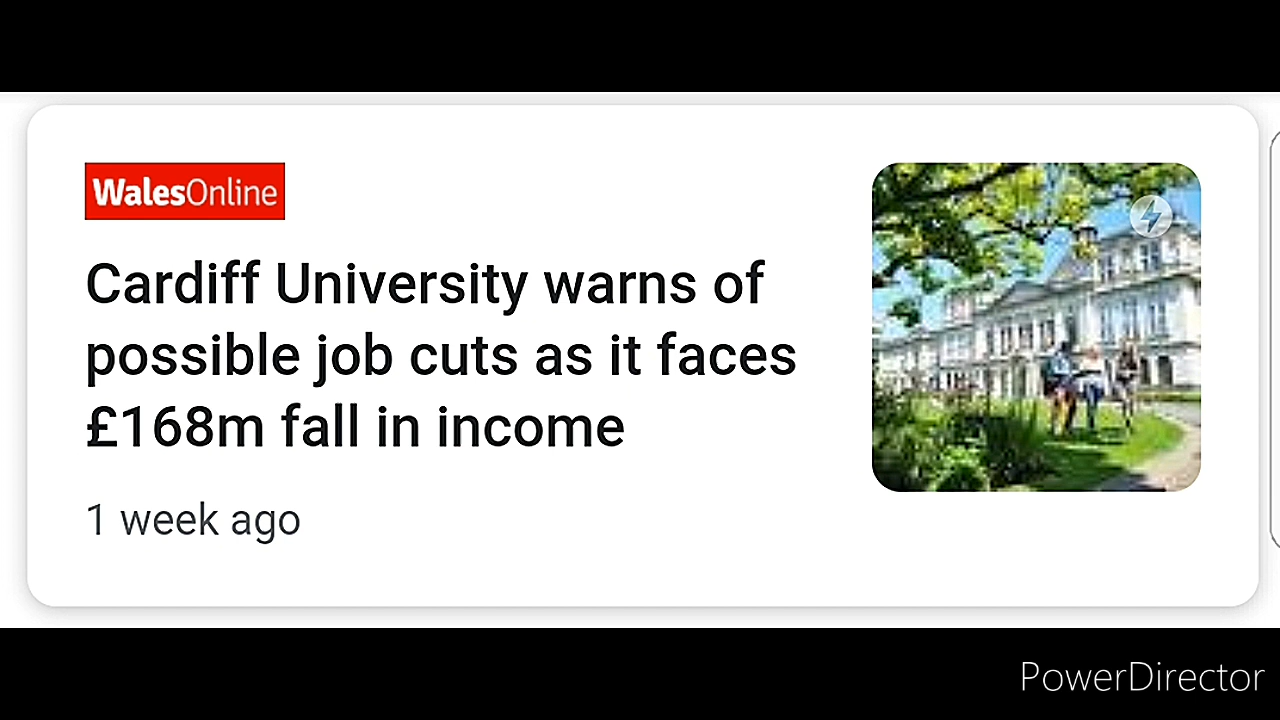 WalesOnline
Cardiff University warns of
possible job cuts as it faces
£168m fall in income
1 week ago
PowerDirector